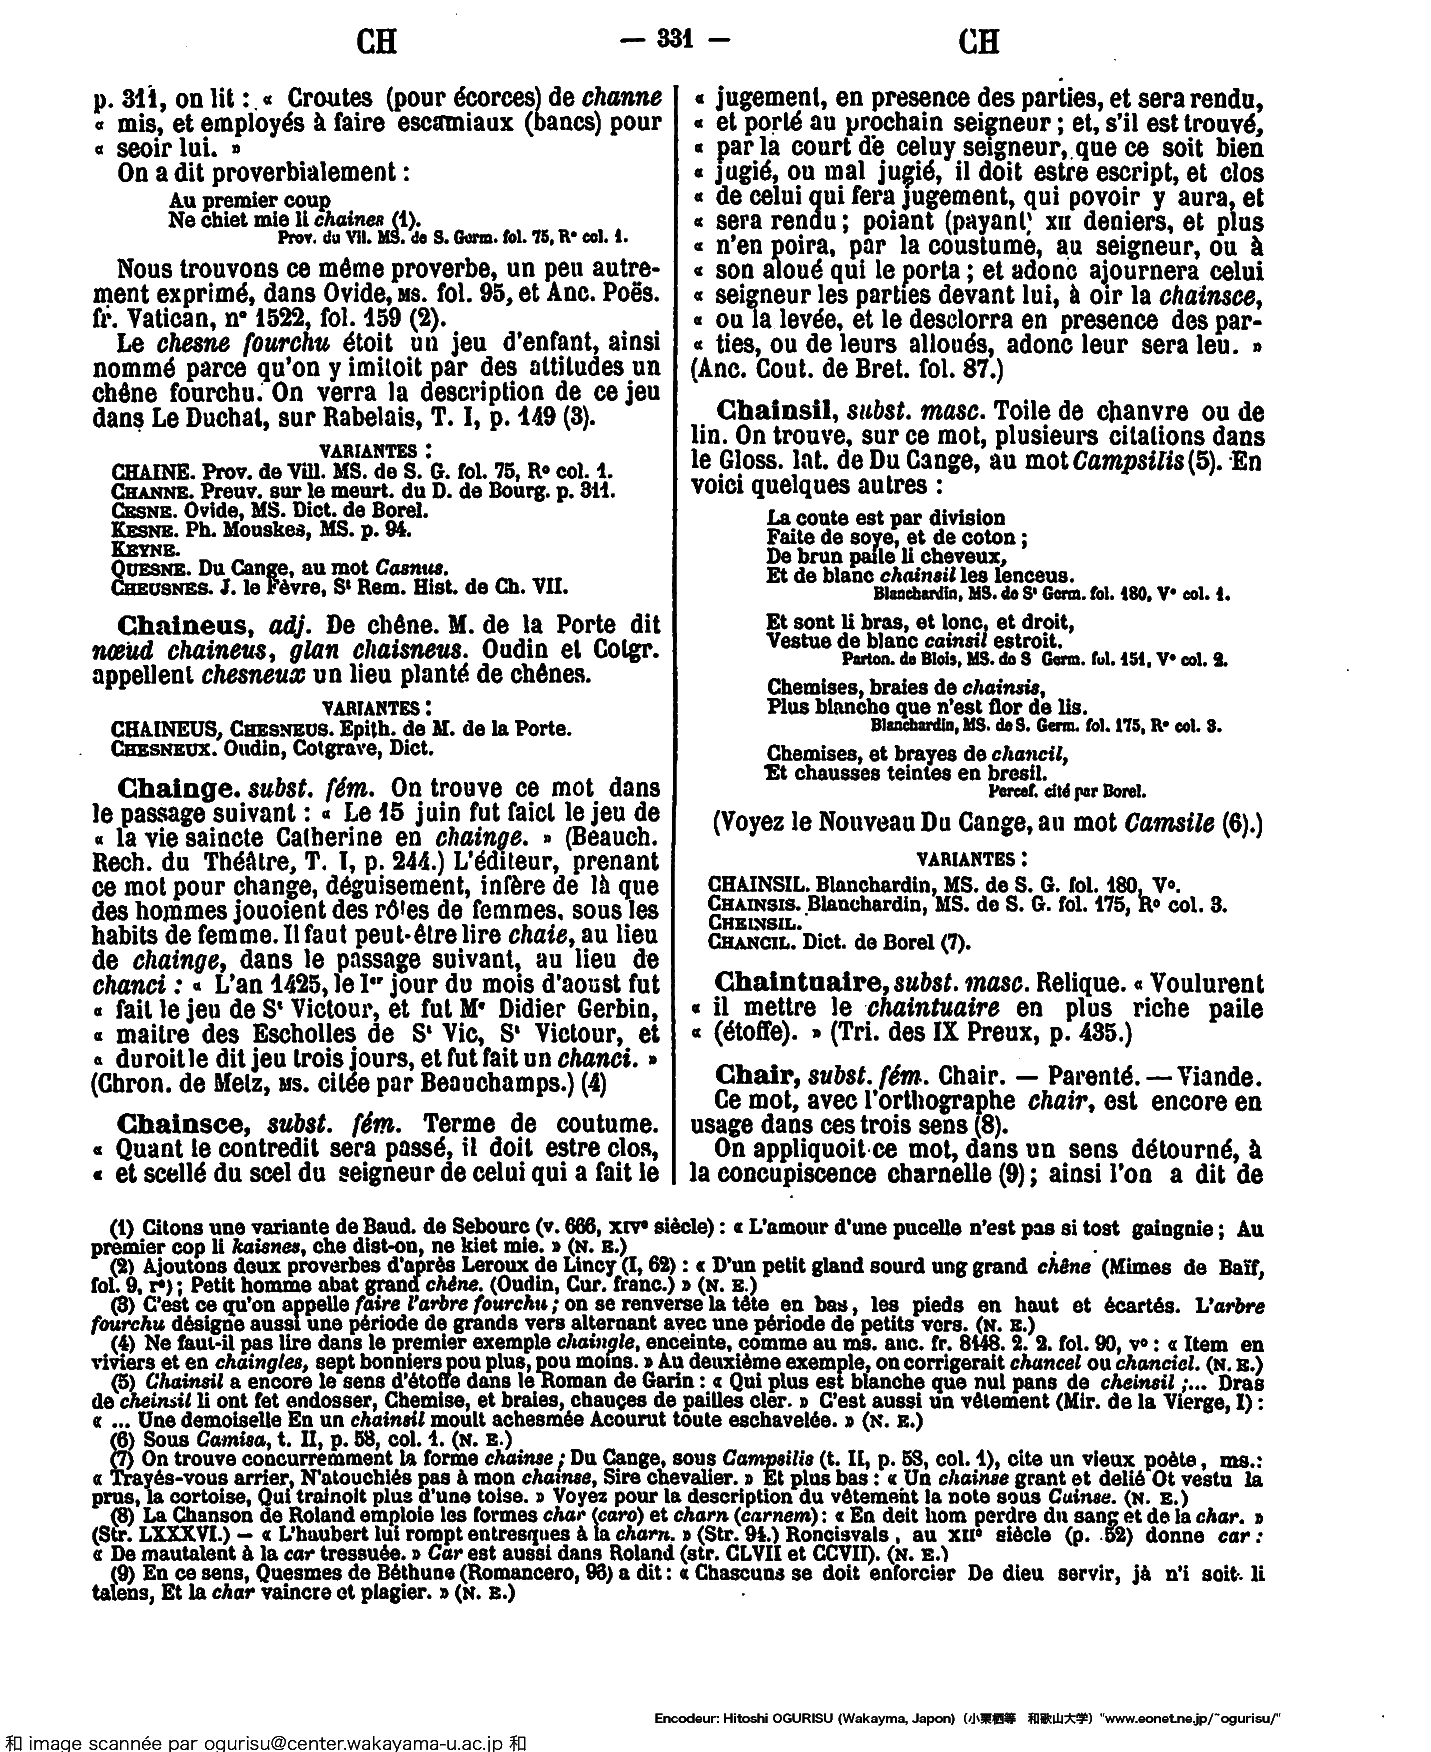 CH
— 331 —
CH
p. 311, on lit : « Croutes (pour écorces) de channe
« mis, et employés à faire escamiaux (bancs) pour
« seoir lui. »
On a dit proverbialement :
Au premier coup
Ne chiet mie li chaines (1).
Prov. du Vil. MS. de S. Germ. fol. 75, R° col. 1.
Nous trouvons ce même proverbe, un peu autre-
ment exprimé, dans Ovide, MS. fol. 95, et Anc. Poës.
fr. Vatican, n° 1522, fol. 159 (2).
Le chesne fourchu étoit un jeu d'enfant, ainsi
nommé parce qu'on y imitoit par des attitudes un
chêne fourchu. On verra la description de ce jeu
dans Le Duchat, sur Rabelais, T. I, p. 149 (3).
VARIANTES :
CHAINE. Prov. de Vill. MS. de S. G. fol. 75, R° col. 1.
CHANNE. Preuv. sur le meurt. du D. de Bourg. p. 311.
CESNE. Ovide, MS. Dict. de Borel.
KESNE. Ph. Mouskes, MS. p. 94.
KEYNE.
QUESNE. Du Cange, au mot Casnus.
CHEUSNES. J. le Fèvre, St Rem. Hist. de Ch. VII.
Chaineus, adj. De chêne. M. de la Porte dit
nœud chaineus, glan chaisneus. Oudin et Cotgr.
appellent chesneux un lieu planté de chênes.
VARIANTES :
CHAINEUS, CHESNEUS. Epith. de M. de la Porte.
CHESNEUX. Oudin, Cotgrave, Dict.
Chainge. subst. fém. On trouve ce mot dans
le passage suivant : « Le 15 juin fut faict le jeu de
« la vie saincte Catherine en chainge. » (Beauch.
Rech. du Théâtre, T. I, p. 244.) L'éditeur, prenant
ce mot pour change, déguisement, infère de là que
des hommes jouoient des rôles de femmes, sous les
habits de femme. Il faut peut-être lire chaie, au lieu
de chainge, dans le passage suivant, au lieu de
chanci : « L'an 1425, le Ier jour du mois d'aoust fut
« fait le jeu de St Victour, et fut Me Didier Gerbin,
« maitre des Escholles de St Vic, St Victour, et
« duroit le dit jeu trois jours, et fut fait un chanci. »
(Chron. de Metz, MS. citée par Beauchamps.) (4)
Chainsce, subst. fém. Terme de coutume.
« Quant le contredit sera passé, il doit estre clos,
« et scellé du scel du seigneur de celui qui a fait le
« jugement, en presence des parties, et sera rendu,
« et porté au prochain seigneur ; et, s'il est trouvé,
« par la court de celuy seigneur, que ce soit bien
« jugié, ou mal jugié, il doit estre escript, et clos
« de celui qui fera jugement, qui povoir y aura, et
« sera rendu ; poiant (payant) XII deniers, et plus
« n'en poira, par la coustume, au seigneur, ou à
« son aloué qui le porta ; et adonc ajournera celui
« seigneur les parties devant lui, à oir la chainsce,
« ou la levée, et le desclorra en presence des par-
« ties, ou de leurs alloués, adonc leur sera leu. »
(Anc. Cout. de Bret. fol. 87.)
Chainsil, subst. masc. Toile de chanvre ou de
lin. On trouve, sur ce mot, plusieurs citations dans
le Gloss. lat. de Du Cange, au mot Campsilis (5). En
voici quelques autres :
La coute est par division
Faite de soye, et de coton ;
De brun paile li cheveux,
Et de blanc chainsil les lenceus.
Blanchardin, MS. de St Germ. fol. 180, V° col. 1.
Et sont li bras, et lonc, et droit,
Vestue de blanc cainsil estroit.
Parton. de Blois, MS. de S Germ. fol. 151, V° col. 2.
Chemises, braies de chainsis,
Plus blanche que n'est flor de lis.
Blanchardin, MS. de S. Germ. fol. 175, R° col. 3.
Chemises, et brayes de chancil,
Et chausses teintes en bresil.
Percef. cité par Borel.
(Voyez le Nouveau Du Cange, au mot Camsile (6).)
VARIANTES :
CHAINSIL. Blanchardin, MS. de S. G. fol. 180, V°.
CHAINSIS. Blanchardin, MS. de S. G. fol. 175, R° col. 3.
CHEINSIL.
CHANCIL. Dict. de Borel (7).
Chaintuaire, subst. masc. Relique. « Voulurent
« il mettre le chaintuaire en plus riche paile
« (étoffe). » (Tri. des IX Preux, p. 435.)
Chair, subst. fém. Chair. — Parenté. — Viande.
Ce mot, avec l'orthographe chair, est encore en
usage dans ces trois sens (8).
On appliquoit ce mot, dans un sens détourné, à
la concupiscence charnelle (9) ; ainsi l'on a dit de
(1) Citons une variante de Baud. de Sebourc (v. 666, XIVe siècle) : « L'amour d'une pucelle n'est pas si tost gaingnie ; Au
premier cop li kaisnes, che dist-on, ne kiet mie. » (N. E.)
(2) Ajoutons deux proverbes d'après Leroux de Lincy (I, 62) : « D'un petit gland sourd ung grand chêne (Mimes de Baïf,
fol. 9, r°) ; Petit homme abat grand chêne. (Oudin, Cur. franc.) » (N. E.)
(3) C'est ce qu'on appelle faire l'arbre fourchu ; on se renverse la tête en bas, les pieds en haut et écartés. L'arbre
fourchu désigne aussi une période de grands vers alternant avec une période de petits vers. (N. E.)
(4) Ne faut-il pas lire dans le premier exemple chaingle, enceinte, comme au ms. anc. fr. 8448. 2. 2. fol. 90, v° : « Item en
viviers et en chaingles, sept bonniers pou plus, pou moins. » Au deuxième exemple, on corrigerait chancel ou chanciel. (N. E.)
(5) Chainsil a encore le sens d'étoffe dans le Roman de Garin : « Qui plus est blanche que nul pans de cheinsil ;... Dras
de cheinsil li ont fet endosser, Chemise, et braies, chauçes de pailles cler. » C'est aussi un vêtement (Mir. de la Vierge, I) :
« ... Une demoiselle En un chainsil moult achesmée Acourut toute eschavelée. » (N. E.)
(6) Sous Camisa, t. II, p. 58, col. 1. (N. E.)
(7) On trouve concurremment la forme chainse ; Du Cange, sous Campsilis (t. II, p. 58, col. 1), cite un vieux poète, ms.:
« Trayés-vous arrier, N'atouchiés pas à mon chainse, Sire chevalier. » Et plus bas : « Un chainse grant et delié Ot vestu la
prus, la cortoise, Qui trainoit plus d'une toise. » Voyez pour la description du vêtement la note sous Cainse. (N. E.)
(8) La Chanson de Roland emploie les formes char (caro) et charn (carnem) : « En deit hom perdre du sang et de la char. »
(Str. LXXXVI.) — « L'haubert lui rompt entresques à la charn. » (Str. 94.) Roncisvals, au XIIe siècle (p. 52) donne car :
« De mautalent à la car tressuée. » Car est aussi dans Roland (str. CLVII et CCVII). (N. E.)
(9) En ce sens, Quesmes de Béthune (Romancero, 93) a dit : « Chascuns se doit enforcier De dieu servir, jà n'i soit li
talens, Et la char vaincre et plagier. » (N. E.)
Encodeur: Hitoshi OGURISU (Wakayma, Japon) (小栗栖等 和歌山大学) "www.eonet.ne.jp/~ogurisu/"
和 image scannée par ogurisu@center.wakayama-u.ac.jp 和